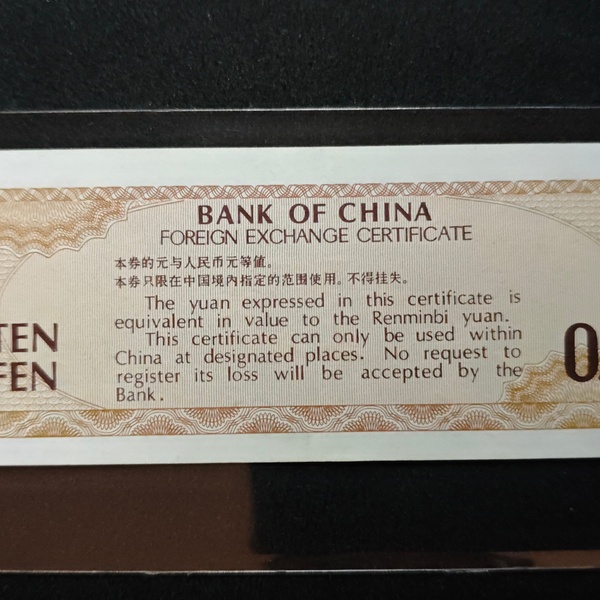 BANK OF CHINA
FOREIGN EXCHANGE CERTIFICATE
本券的元与人民币元等值。
本券只限在中国境内指定的范围使用。不得挂失。
The yuan expressed in this certificate is
equivalent in value to the Renminbi yuan.
This certificate can only be used within
China at designated places. No request to
register its loss will be accepted by the
Bank.
TEN
FEN
0.